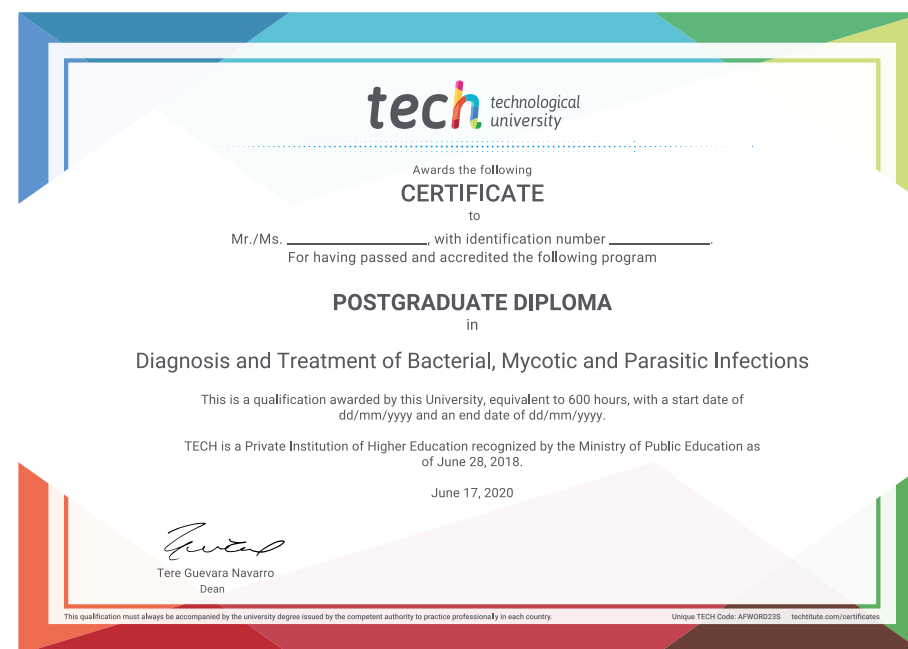 tech technological
university
Awards the following
CERTIFICATE
to
Mr./Ms. ____________, with identification number ____________.
For having passed and accredited the following program
POSTGRADUATE DIPLOMA
in
Diagnosis and Treatment of Bacterial, Mycotic and Parasitic Infections
This is a qualification awarded by this University, equivalent to 600 hours, with a start date of
dd/mm/yyyy and an end date of dd/mm/yyyy.
TECH is a Private Institution of Higher Education recognized by the Ministry of Public Education as
of June 28, 2018.
June 17, 2020
Tere Guevara Navarro
Dean
This qualification must always be accompanied by the university degree issued by the competent authority to practice professionally in each country.
Unique TECH Code: AFWORD23S techtitute.com/certificates